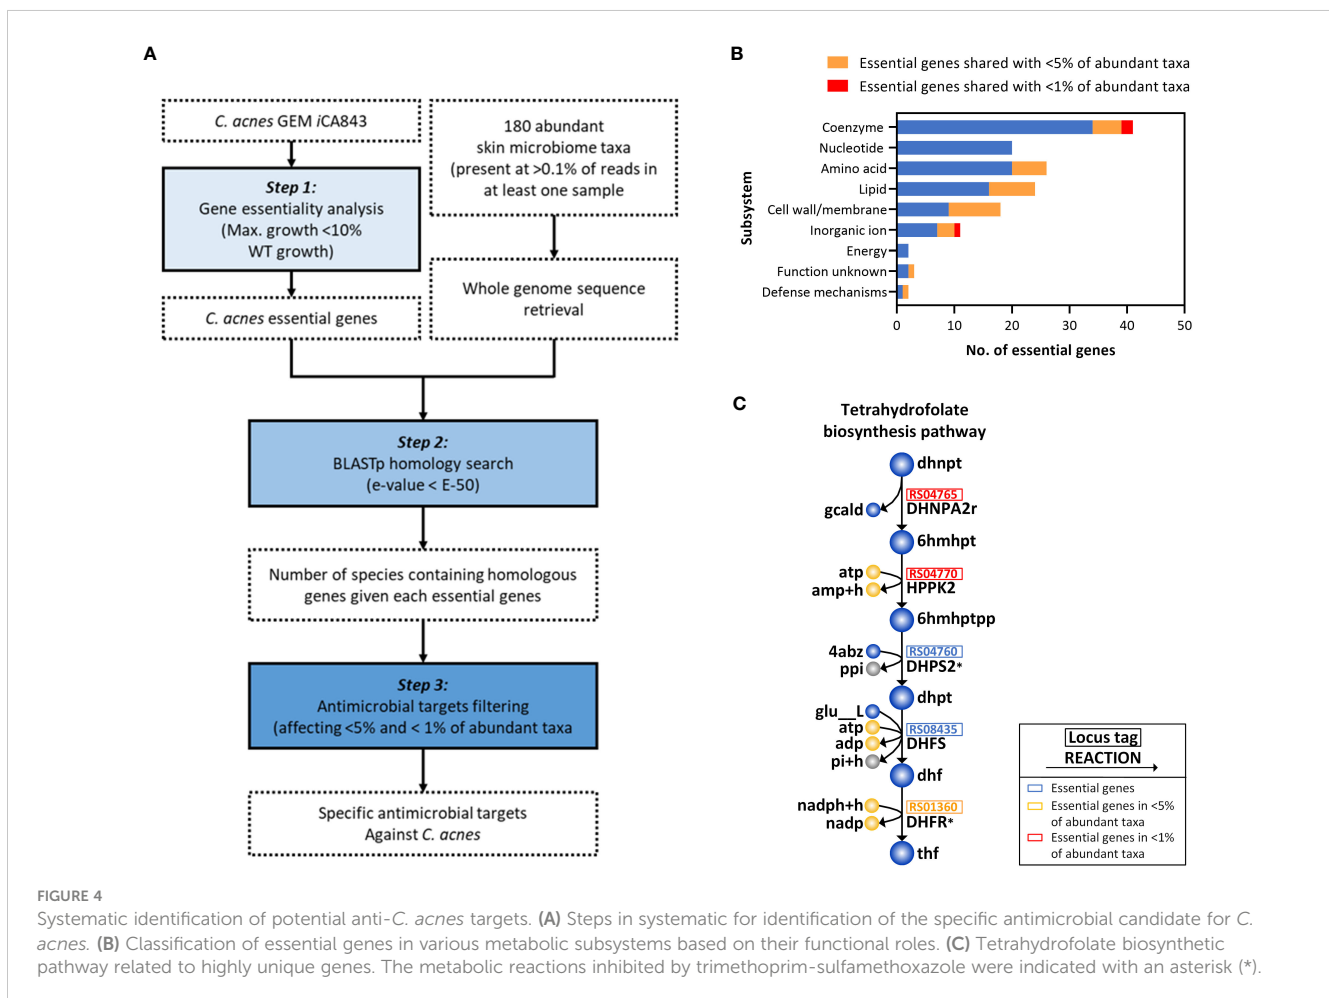 A
C. acnes GEM iCA843
180 abundant
skin microbiome taxa
(present at >0.1% of reads in
at least one sample
Step 1:
Gene essentiality analysis
(Max. growth <10%
WT growth)
Whole genome sequence
retrieval
C. acnes essential genes
Step 2:
BLASTp homology search
(e-value < E-50)
Number of species containing homologous
genes given each essential genes
Step 3:
Antimicrobial targets filtering
(affecting <5% and < 1% of abundant taxa
Specific antimicrobial targets
Against C. acnes
B
Essential genes shared with <5% of abundant taxa
Essential genes shared with <1% of abundant taxa
Subsystem
Coenzyme
Nucleotide
Amino acid
Lipid
Cell wall/membrane
Inorganic ion
Energy
Function unknown
Defense mechanisms
0 10 20 30 40 50
No. of essential genes
C
Tetrahydrofolate
biosynthesis pathway
dhnpt
RS04765
gcald DHNPA2r
6hmhpt
atp RS04770
amp+h HPPK2
6hmhptpp
4abz RS04760
ppi DHPS2*
dhpt
glu__L
atp RS08435
adp DHFS
pi+h
dhf
nadph+h RS01360
nadp DHFR*
thf
Locus tag
REACTION
Essential genes
Essential genes in <5%
of abundant taxa
Essential genes in <1%
of abundant taxa
FIGURE 4
Systematic identification of potential anti-C. acnes targets. (A) Steps in systematic for identification of the specific antimicrobial candidate for C.
acnes. (B) Classification of essential genes in various metabolic subsystems based on their functional roles. (C) Tetrahydrofolate biosynthetic
pathway related to highly unique genes. The metabolic reactions inhibited by trimethoprim-sulfamethoxazole were indicated with an asterisk (*).